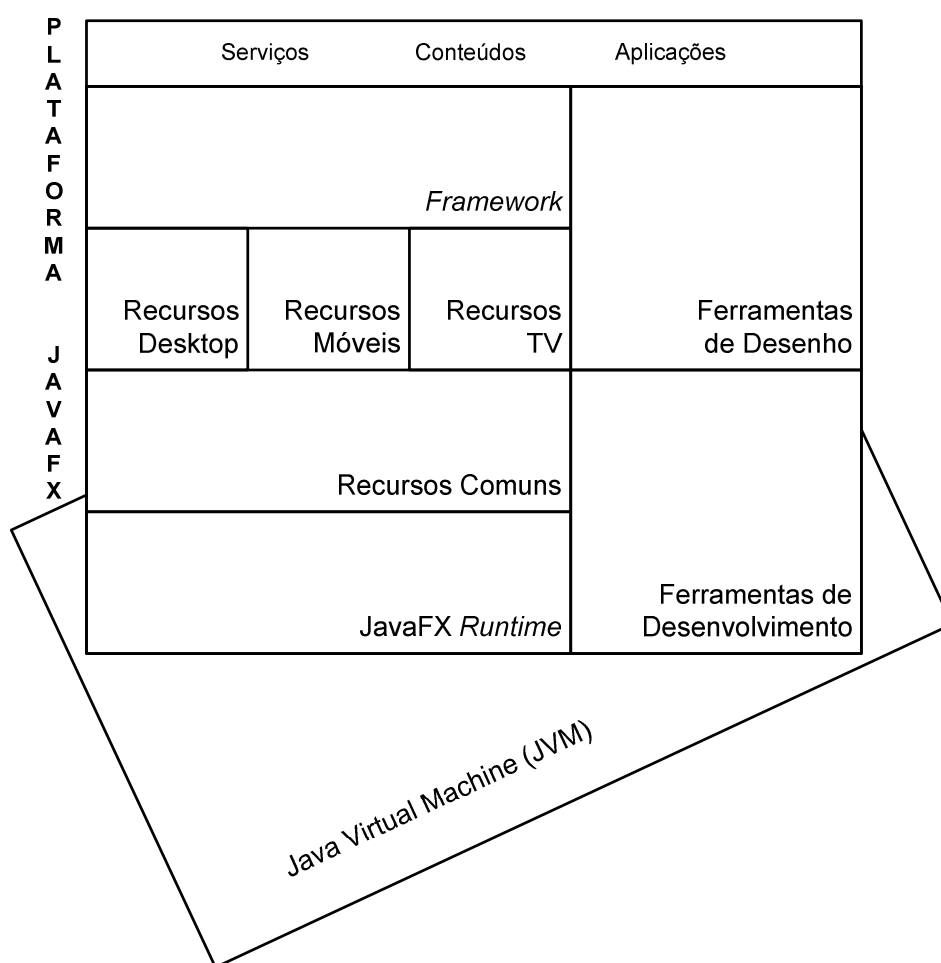 PLATAFORMA JAVAFX
Serviços Conteúdos Aplicações
Framework
Recursos
Desktop
Recursos
Móveis
Recursos
TV
Ferramentas
de Desenho
Recursos Comuns
JavaFX Runtime
Ferramentas de
Desenvolvimento
Java Virtual Machine (JVM)